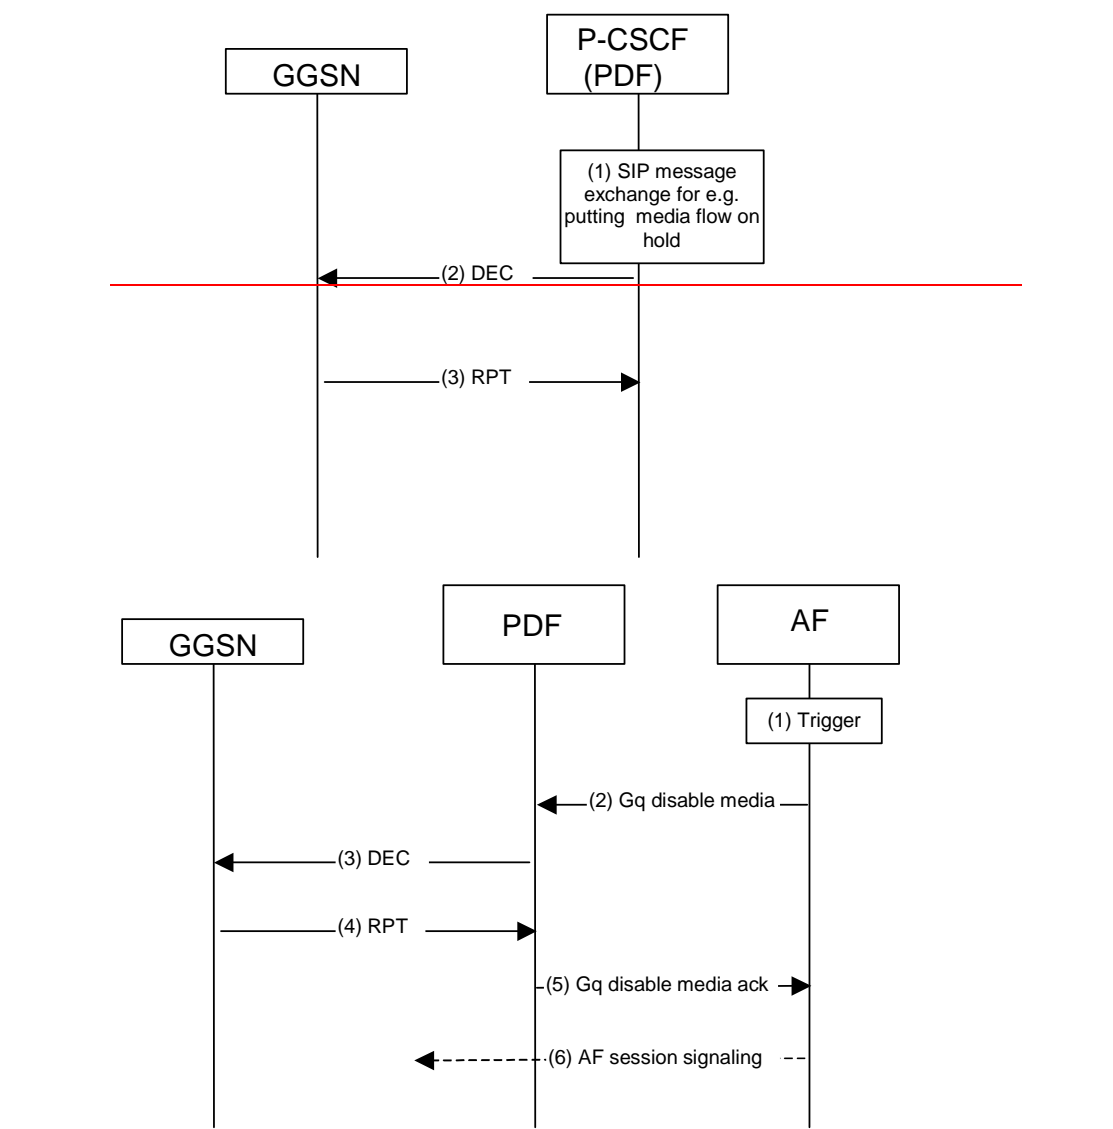 P-CSCF
(PDF)
GGSN
(1) SIP message
exchange for e.g.
putting media flow on
hold
(2) DEC
(3) RPT
PDF
AF
GGSN
(1) Trigger
(2) Gq disable media
(3) DEC
(4) RPT
(5) Gq disable media ack
(6) AF session signaling